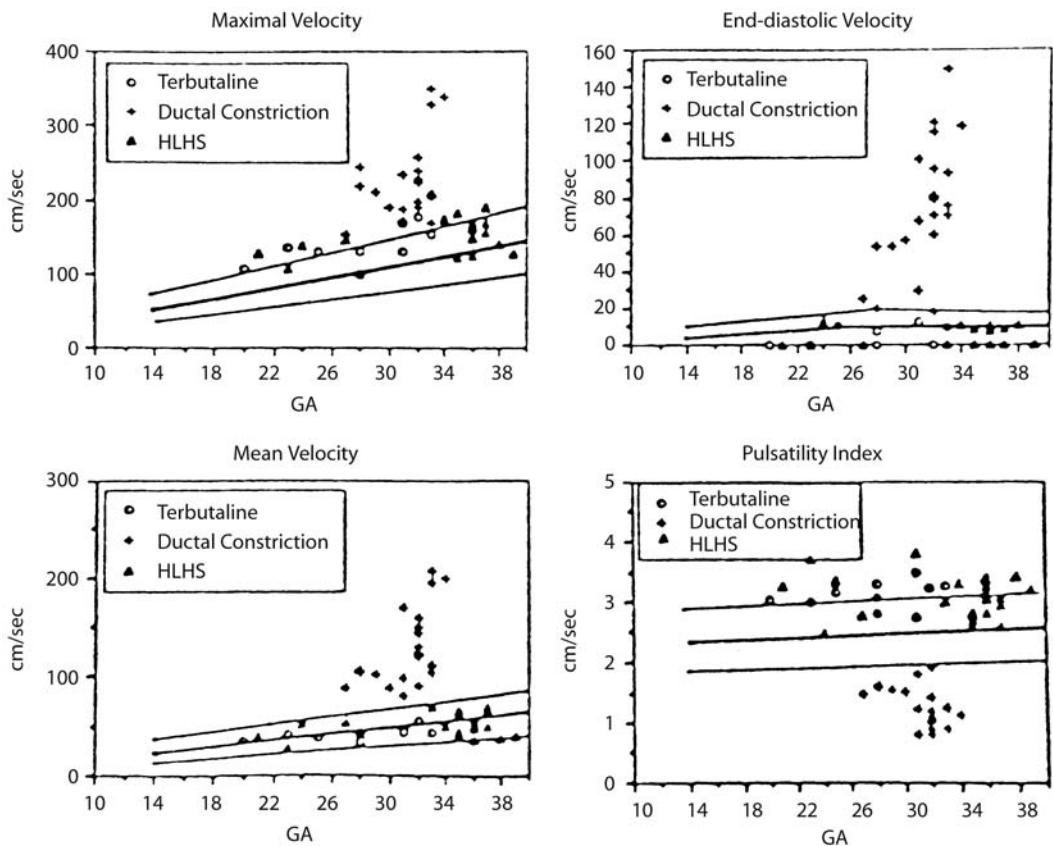 Maximal Velocity
400
300
200
100
0
cm/sec
Terbutaline
Ductal Constriction
HLHS
10 14 18 22 26 30 34 38
GA
End-diastolic Velocity
160
140
120
100
80
60
40
20
0
cm/sec
Terbutaline
Ductal Constriction
HLHS
10 14 18 22 26 30 34 38
GA
Mean Velocity
300
200
100
0
cm/sec
Terbutaline
Ductal Constriction
HLHS
10 14 18 22 26 30 34 38
GA
Pulsatility Index
5
4
3
2
1
0
cm/sec
Terbutaline
Ductal Constriction
HLHS
10 14 18 22 26 30 34 38
GA